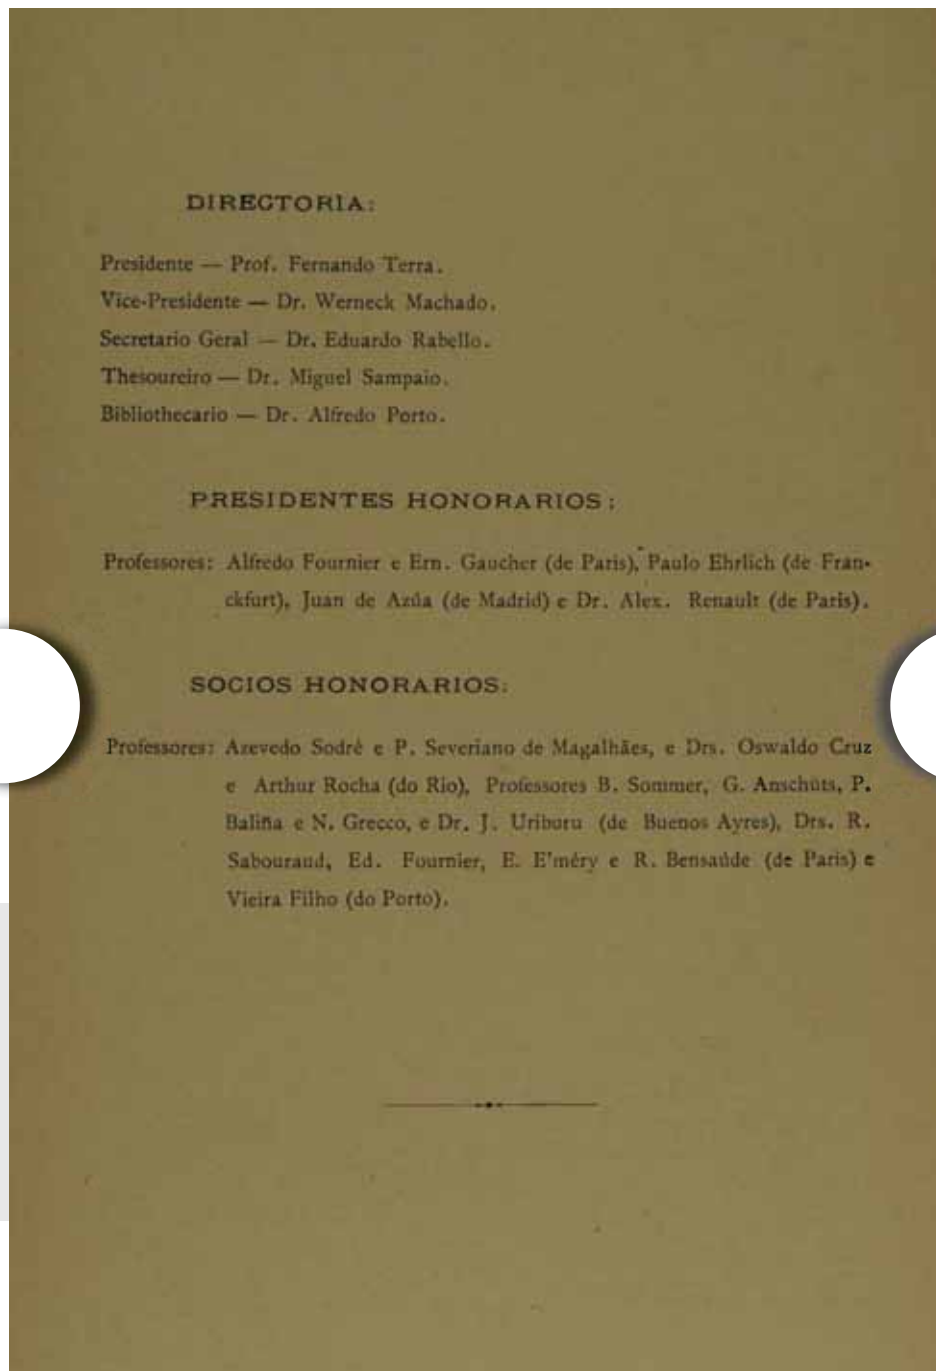 DIRECTORIA:
Presidente — Prof. Fernando Terra.
Vice-Presidente — Dr. Werneck Machado.
Secretario Geral — Dr. Eduardo Rabello.
Thesoureiro — Dr. Miguel Sampaio.
Bibliothecario — Dr. Alfredo Porto.
PRESIDENTES HONORARIOS:
Professores: Alfredo Fournier e Ern. Gaucher (de Paris), Paulo Ehrlich (de Fran-
ckfurt), Juan de Azúa (de Madrid) e Dr. Alex. Renault (de Paris).
SOCIOS HONORARIOS:
Professores: Azevedo Sodré e P. Severiano de Magalhães, e Drs. Oswaldo Cruz
e Arthur Rocha (do Rio), Professores B. Sommer, G. Anschüts, P.
Baliña e N. Grecco, e Dr. J. Uriburu (de Buenos Ayres), Drs. R.
Sabouraud, Ed. Fournier, E. E'méry e R. Bensaúde (de Paris) e
Vieira Filho (do Porto).